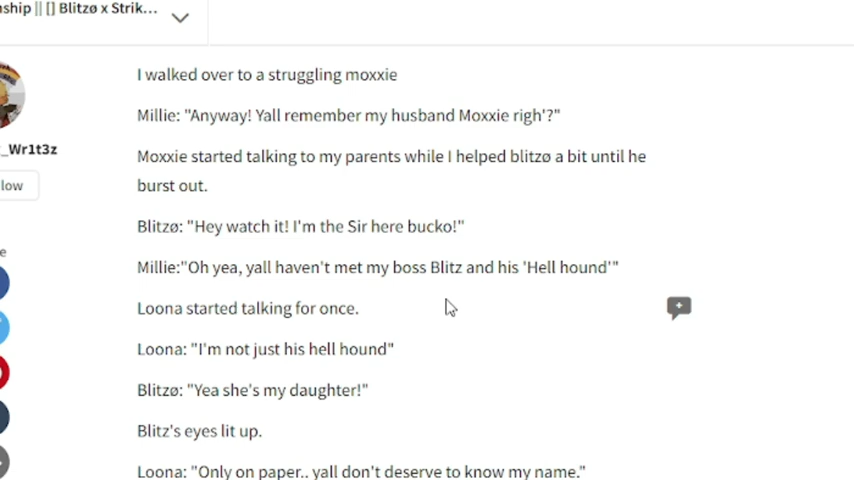 ship || [] Blitzø x Strik...
I walked over to a struggling moxxie
Millie: "Anyway! Yall remember my husband Moxxie righ'?"
_Wr1t3z
Moxxie started talking to my parents while I helped blitzø a bit until he
burst out.
low
Blitzø: "Hey watch it! I'm the Sir here bucko!"
e
Millie:"Oh yea, yall haven't met my boss Blitz and his 'Hell hound'"
Loona started talking for once.
Loona: "I'm not just his hell hound"
Blitzø: "Yea she's my daughter!"
Blitz's eyes lit up.
Loona: "Only on paper.. yall don't deserve to know my name."